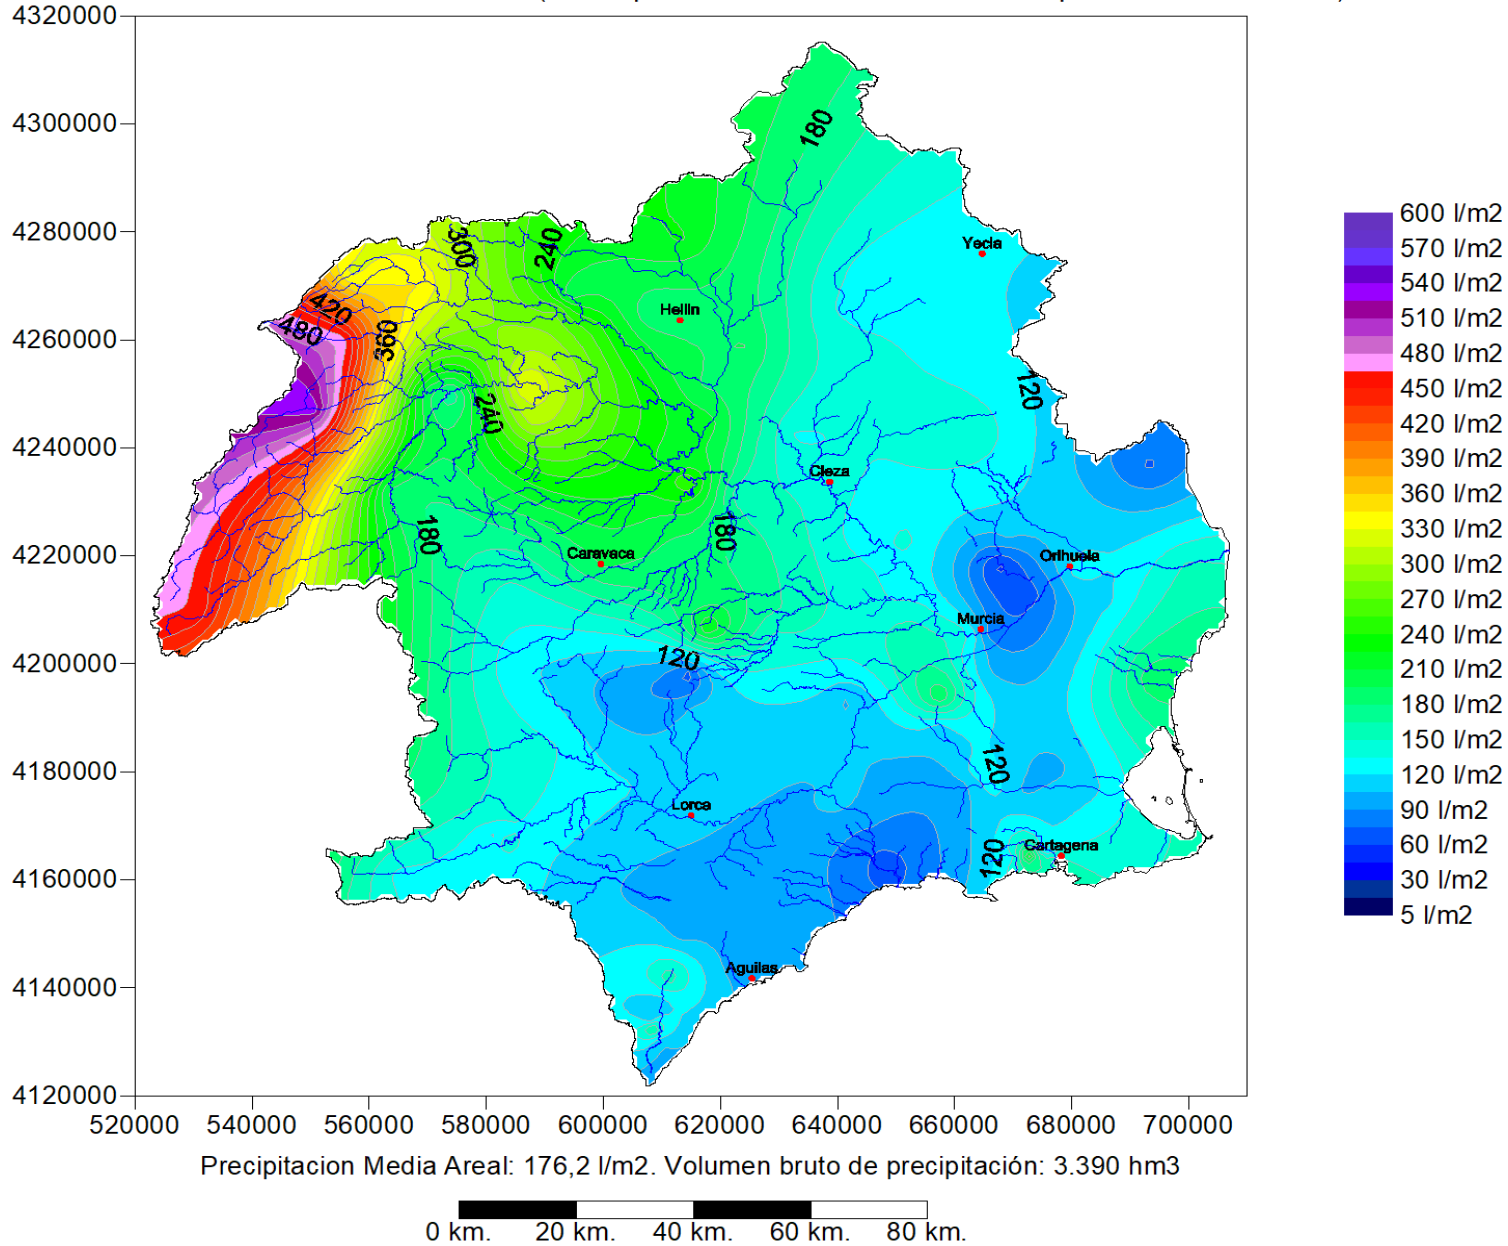 4320000
4300000
4280000
4260000
4240000
4220000
4200000
4180000
4160000
4140000
4120000
520000 540000 560000 580000 600000 620000 640000 660000 680000 700000
180
300
240
Yecla
420
480
360
Hellin
120
240
Cieza
180
180
Caravaca
Orihuela
Murcia
120
120
Lorca
120
Cartagena
Aguilas
600 l/m2
570 l/m2
540 l/m2
510 l/m2
480 l/m2
450 l/m2
420 l/m2
390 l/m2
360 l/m2
330 l/m2
300 l/m2
270 l/m2
240 l/m2
210 l/m2
180 l/m2
150 l/m2
120 l/m2
90 l/m2
60 l/m2
30 l/m2
5 l/m2
Precipitacion Media Areal: 176,2 l/m2. Volumen bruto de precipitación: 3.390 hm3
0 km. 20 km. 40 km. 60 km. 80 km.